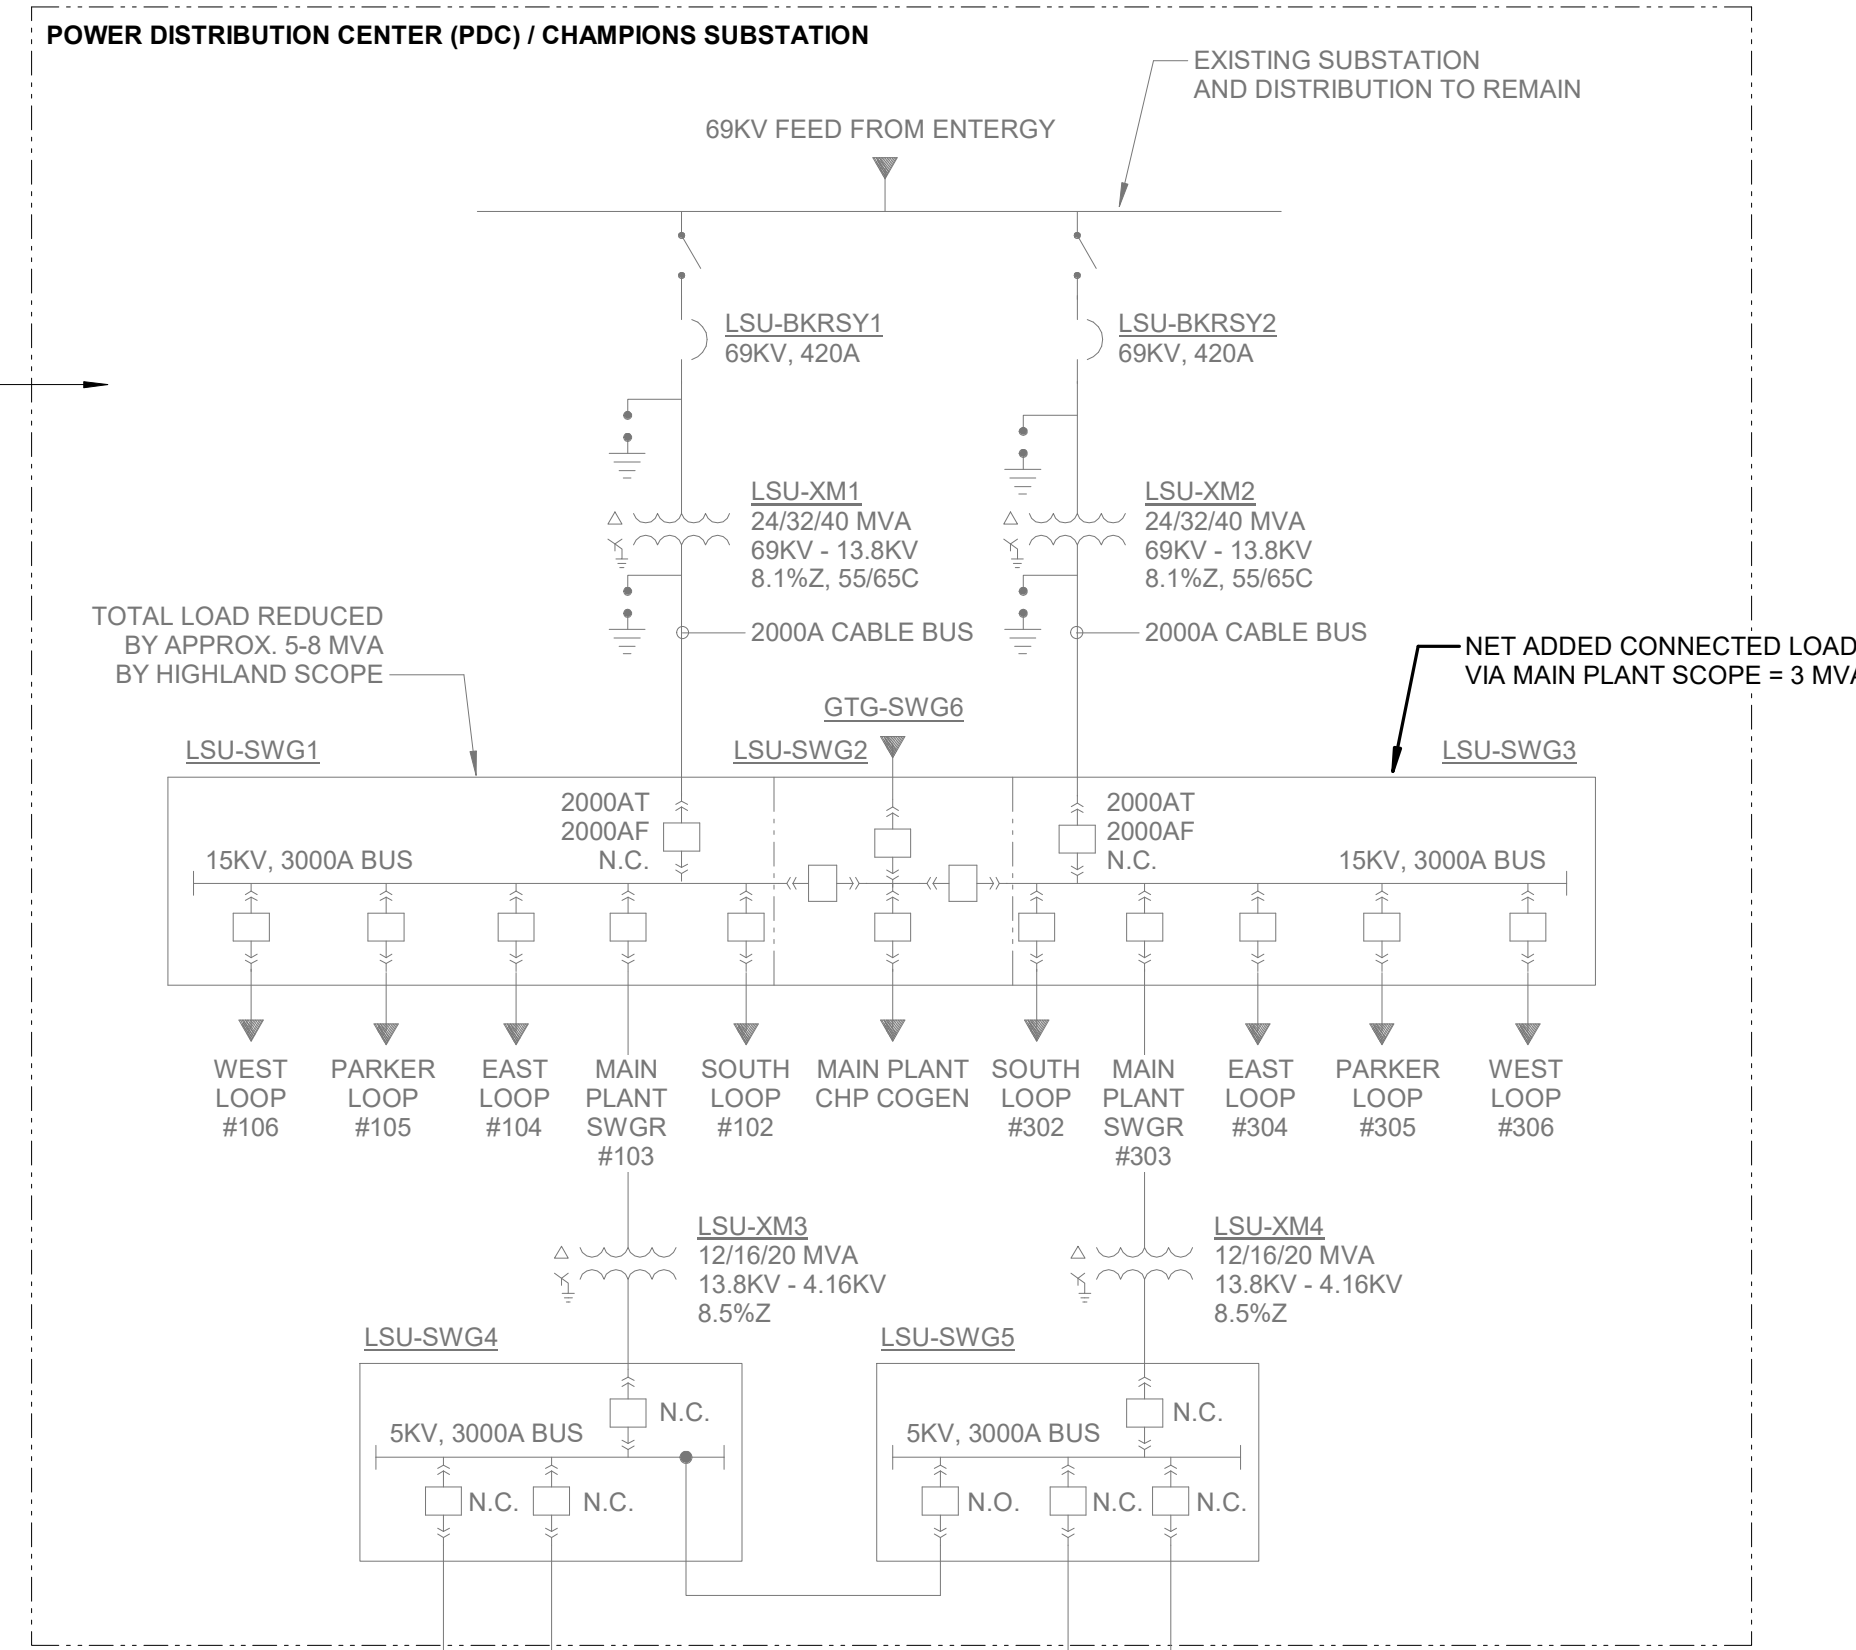 POWER DISTRIBUTION CENTER (PDC) / CHAMPIONS SUBSTATION
EXISTING SUBSTATION
AND DISTRIBUTION TO REMAIN
69KV FEED FROM ENTERGY
LSU-BKRSY1
69KV, 420A
LSU-BKRSY2
69KV, 420A
LSU-XM1
24/32/40 MVA
69KV - 13.8KV
8.1%Z, 55/65C
LSU-XM2
24/32/40 MVA
69KV - 13.8KV
8.1%Z, 55/65C
2000A CABLE BUS
2000A CABLE BUS
TOTAL LOAD REDUCED
BY APPROX. 5-8 MVA
BY HIGHLAND SCOPE
NET ADDED CONNECTED LOAD
VIA MAIN PLANT SCOPE = 3 MVA
GTG-SWG6
LSU-SWG1
LSU-SWG2
LSU-SWG3
2000AT
2000AF
N.C.
2000AT
2000AF
N.C.
15KV, 3000A BUS
15KV, 3000A BUS
WEST
LOOP
#106
PARKER
LOOP
#105
EAST
LOOP
#104
MAIN
PLANT
SWGR
#103
SOUTH
LOOP
#102
MAIN PLANT
CHP COGEN
SOUTH
LOOP
#302
MAIN
PLANT
SWGR
#303
EAST
LOOP
#304
PARKER
LOOP
#305
WEST
LOOP
#306
LSU-XM3
12/16/20 MVA
13.8KV - 4.16KV
8.5%Z
LSU-XM4
12/16/20 MVA
13.8KV - 4.16KV
8.5%Z
LSU-SWG4
LSU-SWG5
N.C.
5KV, 3000A BUS
N.C.
N.C.
N.C.
5KV, 3000A BUS
N.O.
N.C.
N.C.